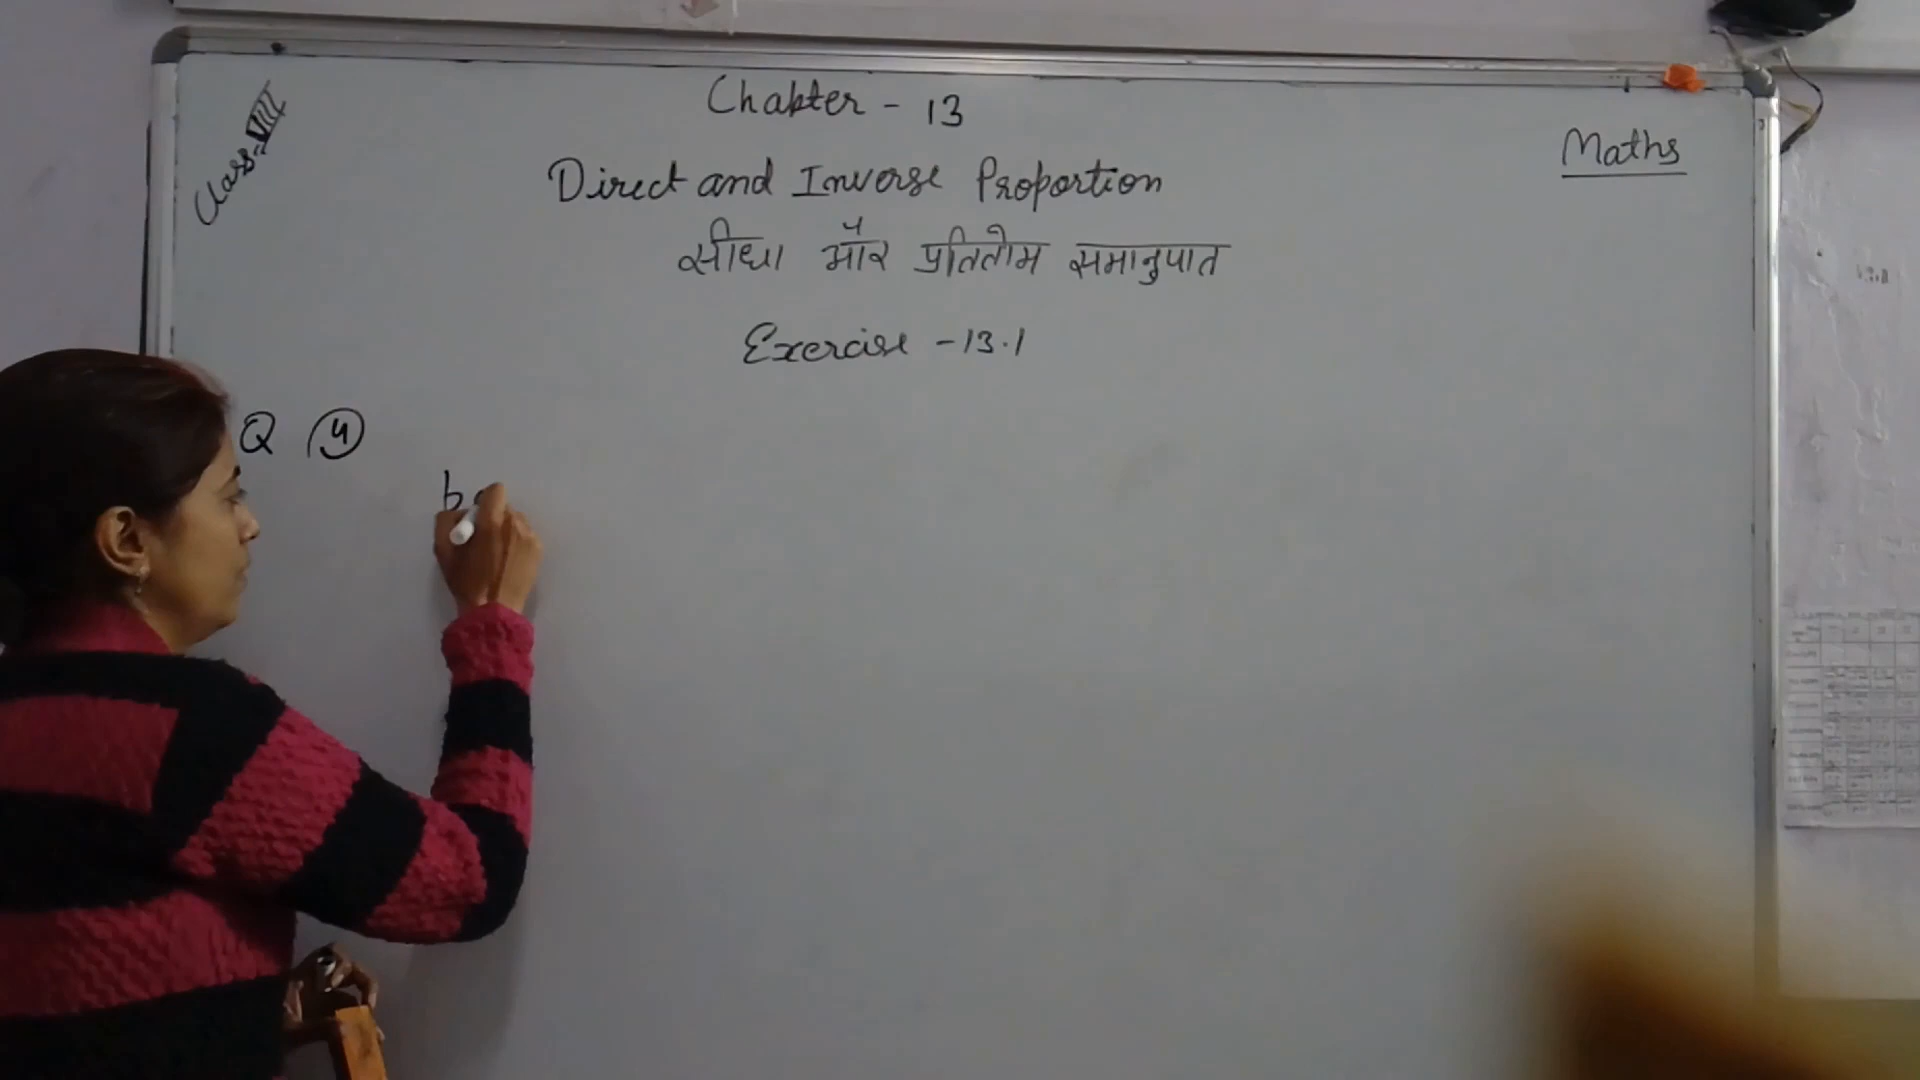 Class-VIII
Chapter - 13
Maths
Direct and Inverse Proportion
सीधा और प्रतिलोम समानुपात
Exercise - 13.1
Q 4